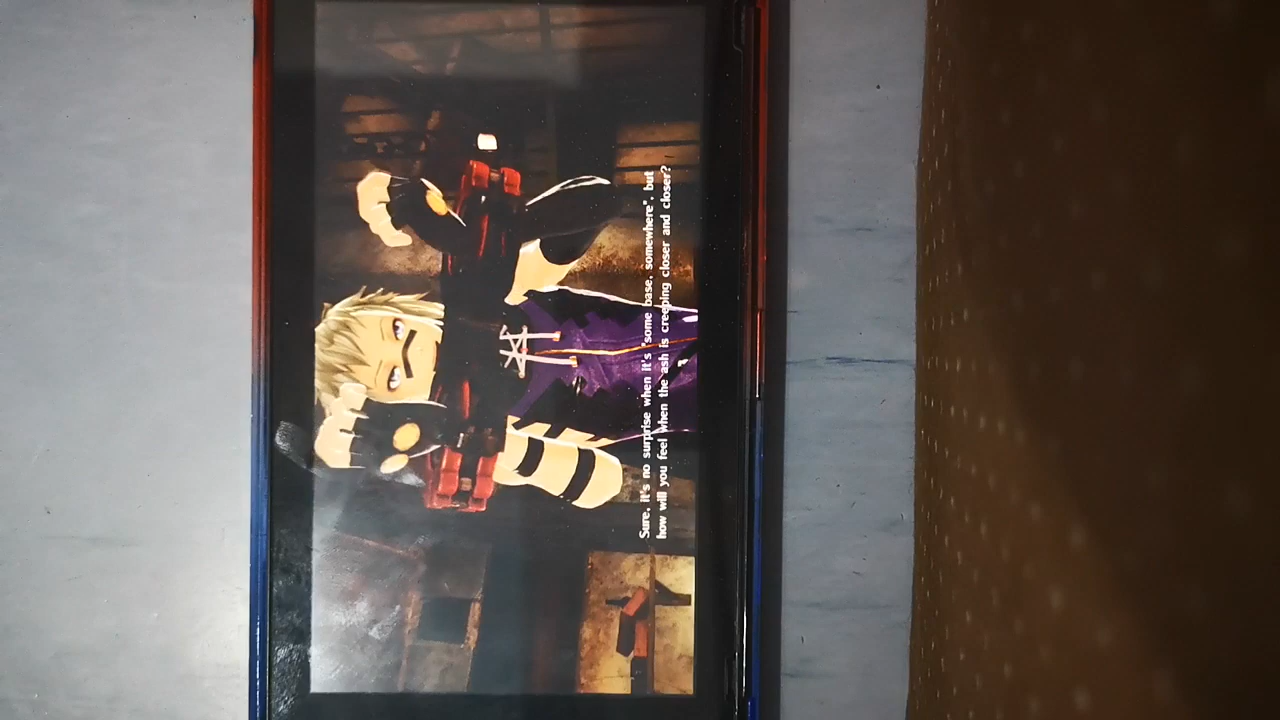 Sure, it's no surprise when it's "some base, somewhere", but
how will you feel when the ash is creeping closer and closer?